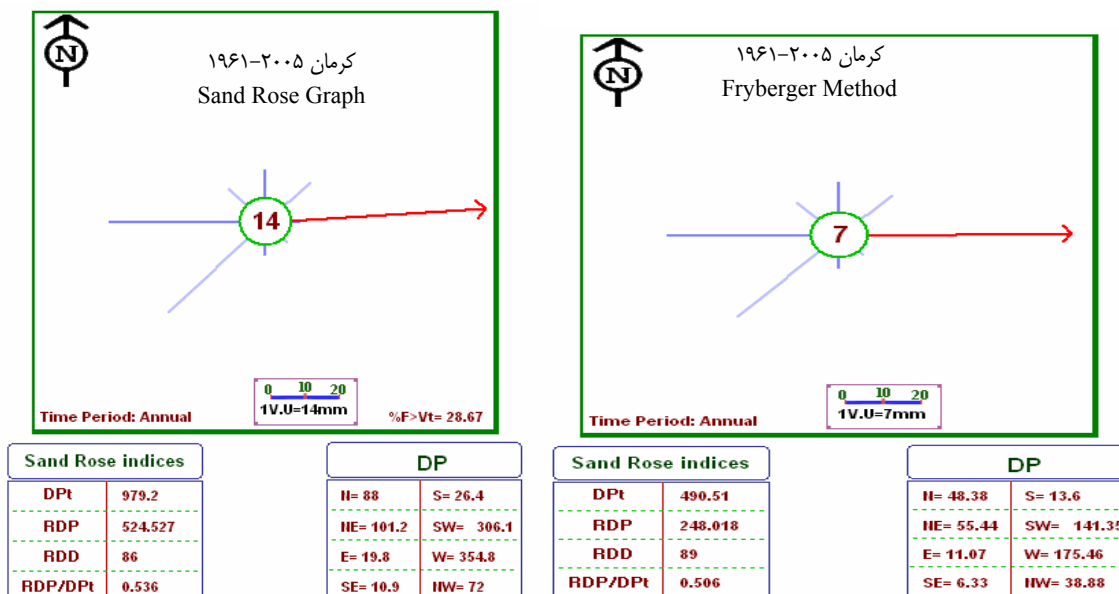 N
کرمان ۲۰۰۵-۱۹۶۱
Sand Rose Graph
14
0 10 20
1V.U=14mm
Time Period: Annual
%F>Vt= 28.67
Sand Rose indices
DPt 979.2
RDP 524.527
RDD 86
RDP/DPt 0.536
DP
N= 88 S= 26.4
NE= 101.2 SW= 306.1
E= 19.8 W= 354.8
SE= 10.9 NW= 72
N
کرمان ۲۰۰۵-۱۹۶۱
Fryberger Method
7
0 10 20
1V.U=7mm
Time Period: Annual
Sand Rose indices
DPt 490.51
RDP 248.018
RDD 89
RDP/DPt 0.506
DP
N= 48.38 S= 13.6
NE= 55.44 SW= 141.35
E= 11.07 W= 175.46
SE= 6.33 NW= 38.88